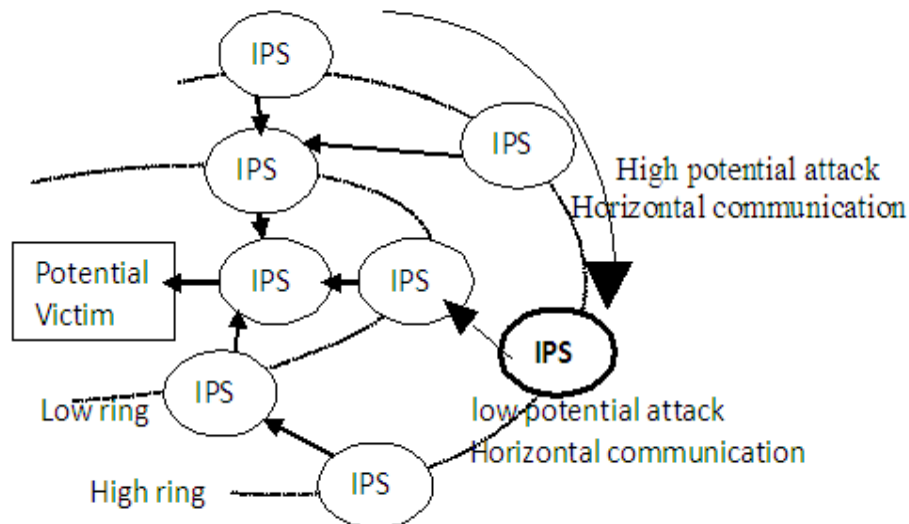 IPS
IPS
IPS
High potential attack
Horizontal communication
Potential
Victim
IPS
IPS
IPS
IPS
Low ring
low potential attack
Horizontal communication
High ring
IPS